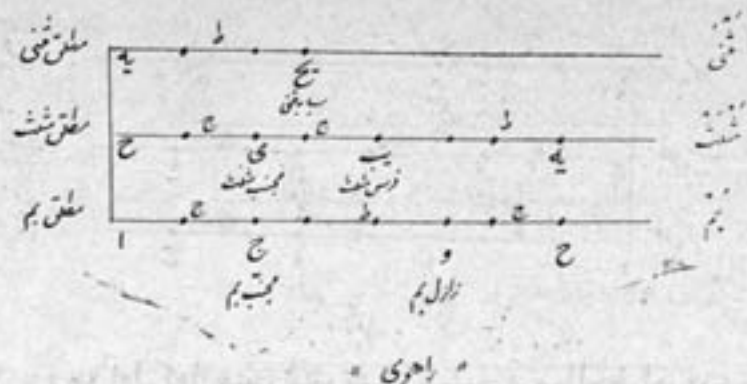 ط
مطلق مثنی مثنی
یه یح
سبابه مثنی
ج ج ط
مطلق مثلث مثلث
ح ی یب یه
مجنب مثلث فرس مثلث
ج ط ج
مطلق بم بم
ا ج و ح
مجنب بم زلزل بم
" راهوی "